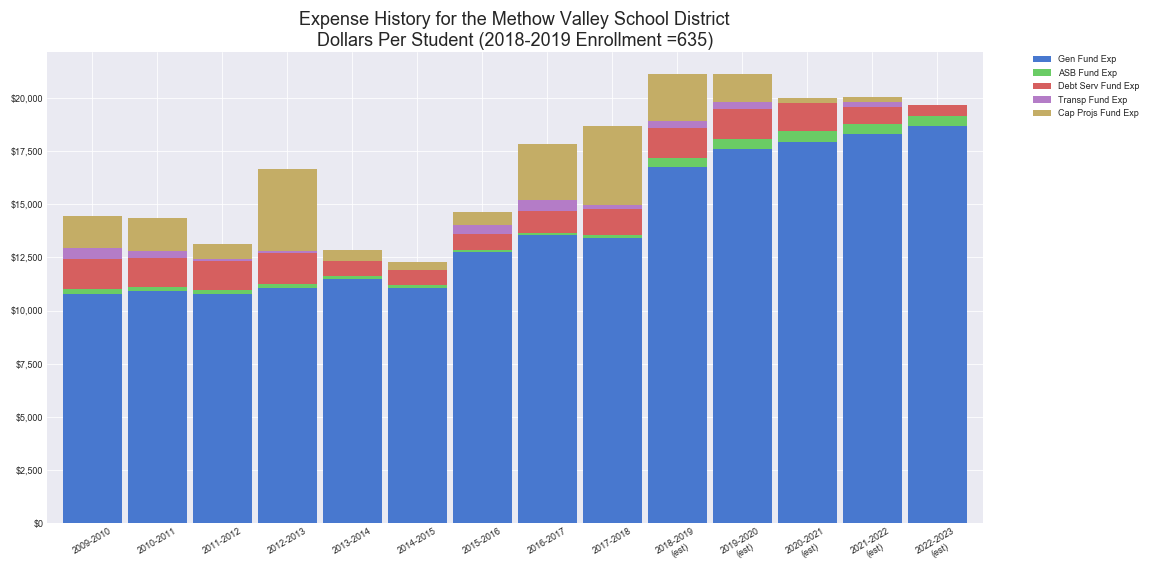 Expense History for the Methow Valley School District
Dollars Per Student (2018-2019 Enrollment =635)
Gen Fund Exp
ASB Fund Exp
Debt Serv Fund Exp
Transp Fund Exp
Cap Projs Fund Exp
$20,000
$17,500
$15,000
$12,500
$10,000
$7,500
$5,000
$2,500
$0
2009-2010
2010-2011
2011-2012
2012-2013
2013-2014
2014-2015
2015-2016
2016-2017
2017-2018
2018-2019
(est)
2019-2020
(est)
2020-2021
(est)
2021-2022
(est)
2022-2023
(est)